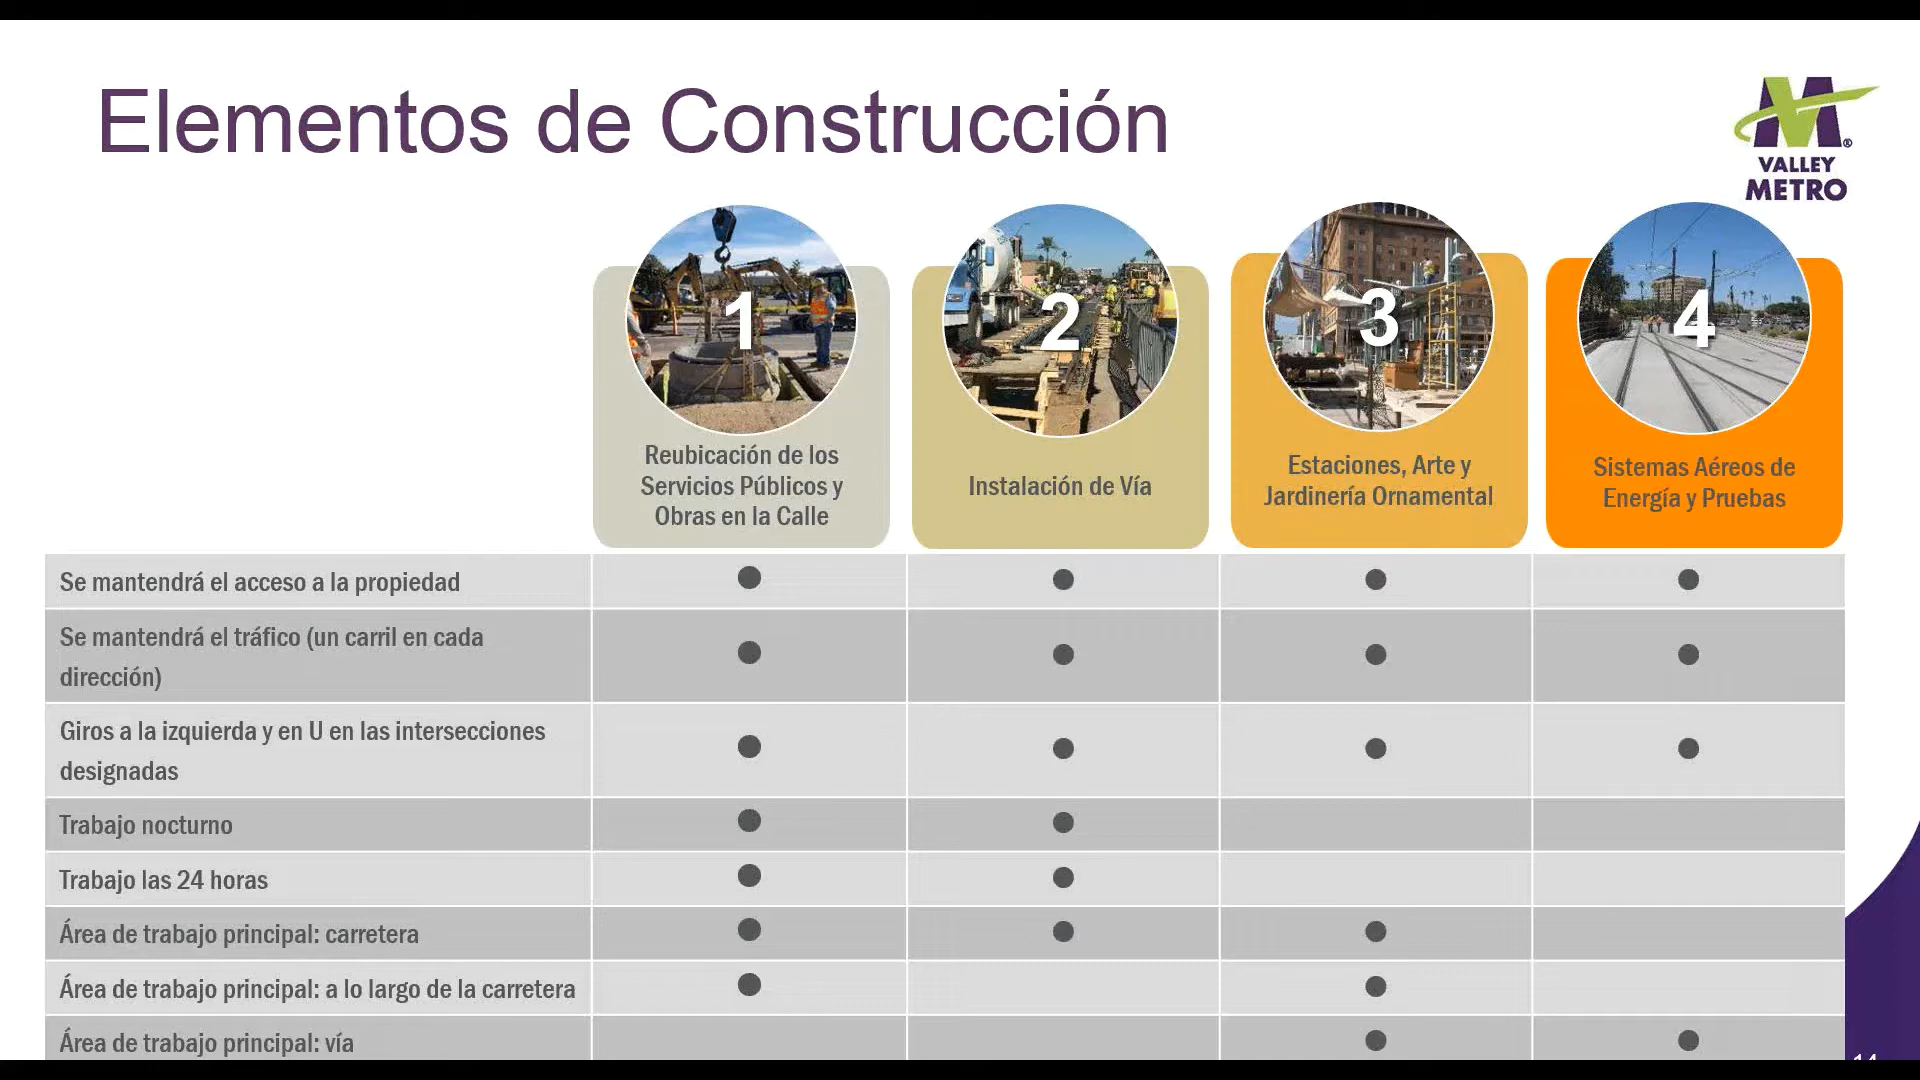 Elementos de Construcción
VALLEY
METRO
1
2
3
4
Reubicación de los
Servicios Públicos y
Obras en la Calle
Instalación de Vía
Estaciones, Arte y
Jardinería Ornamental
Sistemas Aéreos de
Energía y Pruebas
Se mantendrá el acceso a la propiedad
Se mantendrá el tráfico (un carril en cada
dirección)
Giros a la izquierda y en U en las intersecciones
designadas
Trabajo nocturno
Trabajo las 24 horas
Área de trabajo principal: carretera
Área de trabajo principal: a lo largo de la carretera
Área de trabajo principal: vía